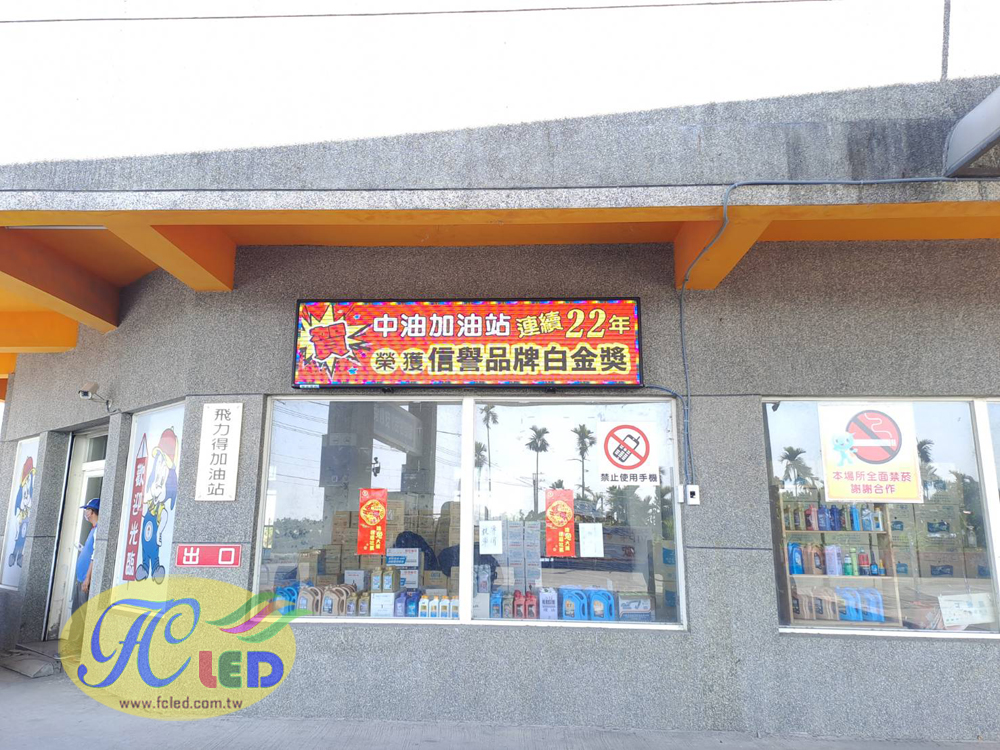 賀
中油加油站 連續22年
榮獲信譽品牌白金獎
飛力得加油站
歡迎光臨
出口
禁止使用手機
本場所全面禁菸
謝謝合作
FC LED
www.fcled.com.tw